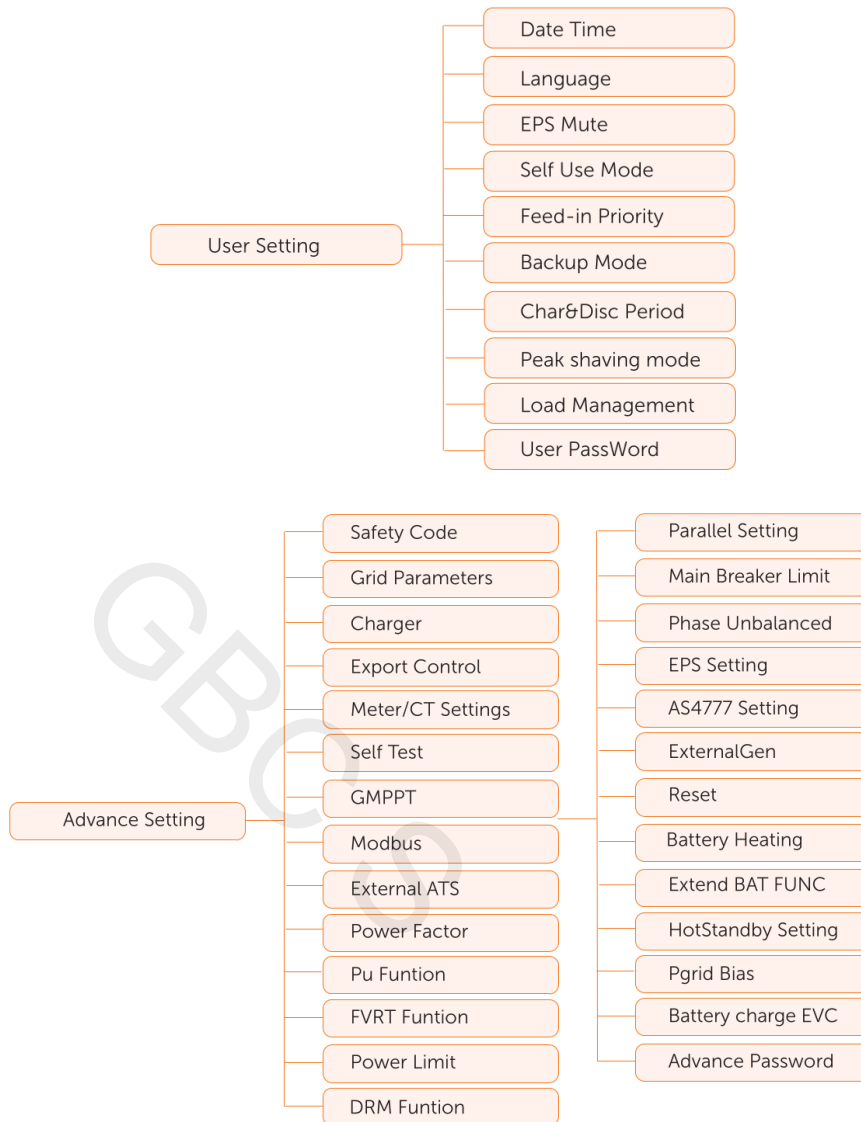 Date Time
Language
EPS Mute
Self Use Mode
Feed-in Priority
User Setting
Backup Mode
Char&Disc Period
Peak shaving mode
Load Management
User PassWord
Safety Code
Grid Parameters
Charger
Export Control
Meter/CT Settings
Self Test
GMPPT
Advance Setting
Modbus
External ATS
Power Factor
Pu Funtion
FVRT Funtion
Power Limit
DRM Funtion
Parallel Setting
Main Breaker Limit
Phase Unbalanced
EPS Setting
AS4777 Setting
ExternalGen
Reset
Battery Heating
Extend BAT FUNC
HotStandby Setting
Pgrid Bias
Battery charge EVC
Advance Password
GBC S